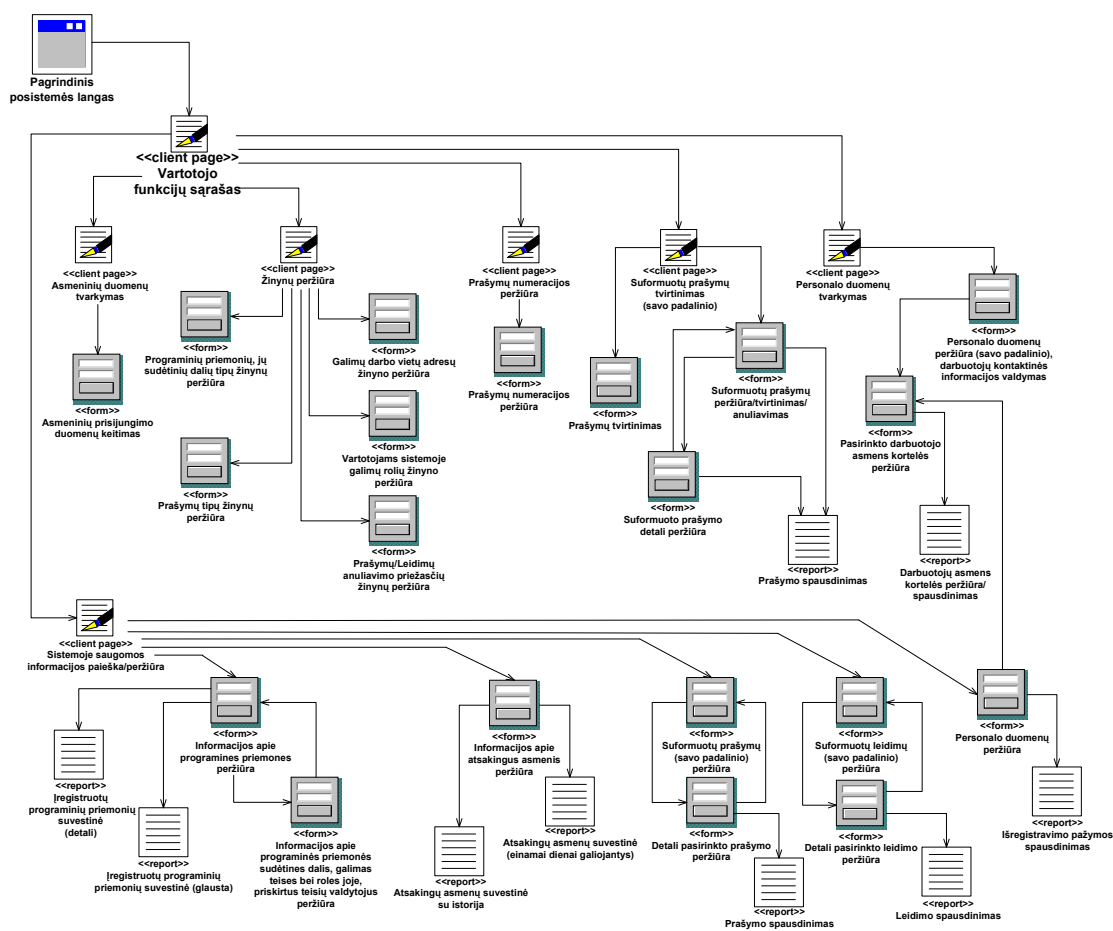 Pagrindinis
posistemės langas
<<client page>>
Vartotojo
funkcijų sąrašas
<<client page>>
Asmeninių duomenų
tvarkymas
<<client page>>
Žinynų peržiūra
<<client page>>
Prašymų numeracijos
peržiūra
<<client page>>
Suformuotų prašymų
tvirtinimas
(savo padalinio)
<<client page>>
Personalo duomenų
tvarkymas
<<form>>
Asmeninių prisijungimo
duomenų keitimas
<<form>>
Programinių priemonių, jų
sudėtinių dalių tipų žinynų
peržiūra
<<form>>
Galimų darbo vietų adresų
žinyno peržiūra
<<form>>
Prašymų numeracijos
peržiūra
<<form>>
Prašymų tvirtinimas
<<form>>
Suformuotų prašymų
peržiūra/tvirtinimas/
anuliavimas
<<form>>
Personalo duomenų
peržiūra (savo padalinio),
darbuotojų kontaktinės
informacijos valdymas
<<form>>
Pasirinkto darbuotojo
asmens kortelės
peržiūra
<<form>>
Vartotojams sistemoje
galimų rolių žinyno
peržiūra
<<form>>
Prašymų tipų žinynų
peržiūra
<<form>>
Suformuoto prašymo
detali peržiūra
<<form>>
Prašymų/Leidimų
anuliavimo priežasčių
žinynų peržiūra
<<report>>
Prašymo spausdinimas
<<report>>
Darbuotojų asmens
kortelės peržiūra/
spausdinimas
<<client page>>
Sistemoje saugomos
informacijos paieška/peržiūra
<<form>>
Informacijos apie
programines priemones
peržiūra
<<form>>
Informacijos apie
atsakingus asmenis
peržiūra
<<form>>
Suformuotų prašymų
(savo padalinio)
peržiūra
<<form>>
Suformuotų leidimų
(savo padalinio)
peržiūra
<<form>>
Personalo duomenų
peržiūra
<<report>>
Įregistruotų
programinių priemonių
suvestinė
(detali)
<<report>>
Įregistruotų programinių
priemonių suvestinė (glausta)
<<form>>
Informacijos apie
programinės priemonės
sudėtines dalis, galimas
teises bei roles joje,
priskirtus teisių valdytojus
peržiūra
<<report>>
Atsakingų asmenų suvestinė
su istorija
<<report>>
Atsakingų asmenų suvestinė
(einamai dienai galiojantys)
<<form>>
Detali pasirinkto prašymo
peržiūra
<<form>>
Detali pasirinkto leidimo
peržiūra
<<report>>
Išregistravimo pažymos
spausdinimas
<<report>>
Prašymo spausdinimas
<<report>>
Leidimo spausdinimas